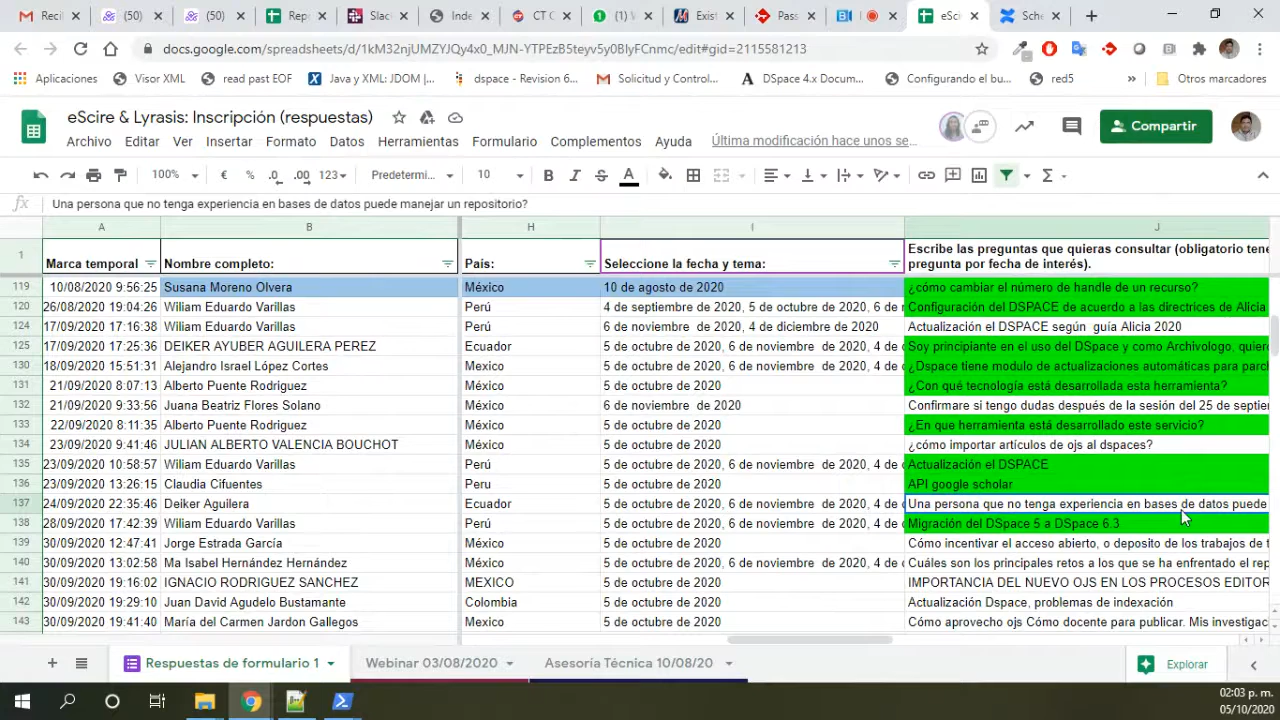 Recil
(50)
(50)
Repo
Slac
Inde
CT C
(1) V
Exist
Pass
eSci
Sche
docs.google.com/spreadsheets/d/1kM32njUMZYJQy4x0_MJN-YTPEzB5teyv5y0BIyFCnmc/edit#gid=2115581213
Aplicaciones
Visor XML
read past EOF
Java y XML: JDOM |...
dspace - Revision 6...
Solicitud y Control...
DSpace 4.x Docum...
Configurando el bu...
red5
»
Otros marcadores
eScire & Lyrasis: Inscripción (respuestas)
Archivo Editar Ver Insertar Formato Datos Herramientas Formulario Complementos Ayuda Última modificación hace unos se...
Compartir
100% € % .0 .00 123 Predetermi... 10 B I S A Σ
fx Una persona que no tenga experiencia en bases de datos puede manejar un repositorio?
A B H I J
1 Marca temporal Nombre completo: País: Seleccione la fecha y tema: Escribe las preguntas que quieras consultar (obligatorio tene
pregunta por fecha de interés).
119 10/08/2020 9:56:25 Susana Moreno Olvera México 10 de agosto de 2020 ¿cómo cambiar el número de handle de un recurso?
120 26/08/2020 19:04:26 Wiliam Eduardo Varillas Perú 4 de septiembre de 2020, 5 de octubre de 2020, 6 de r Configuración del DSPACE de acuerdo a las directrices de Alicia
124 17/09/2020 17:16:38 Wiliam Eduardo Varillas Perú 6 de noviembre de 2020, 4 de diciembre de 2020 Actualización el DSPACE según guía Alicia 2020
125 17/09/2020 17:25:36 DEIKER AYUBER AGUILERA PEREZ Ecuador 5 de octubre de 2020, 6 de noviembre de 2020, 4 de c Soy principiante en el uso del DSpace y como Archivologo, quiero
130 18/09/2020 15:51:31 Alejandro Israel López Cortes Mexico 5 de octubre de 2020, 6 de noviembre de 2020, 4 de c ¿Dspace tiene modulo de actualizaciones automáticas para parch
131 21/09/2020 8:07:13 Alberto Puente Rodriguez México 5 de octubre de 2020 ¿Con qué tecnología está desarrollada esta herramienta?
132 21/09/2020 9:33:56 Juana Beatriz Flores Solano México 6 de noviembre de 2020 Confirmare si tengo dudas después de la sesión del 25 de septien
133 22/09/2020 8:11:35 Alberto Puente Rodriguez México 5 de octubre de 2020 ¿En que herramienta está desarrollado este servicio?
134 23/09/2020 9:41:46 JULIAN ALBERTO VALENCIA BOUCHOT México 5 de octubre de 2020 ¿cómo importar artículos de ojs al dspaces?
135 23/09/2020 10:58:57 Wiliam Eduardo Varillas Perú 5 de octubre de 2020, 6 de noviembre de 2020, 4 de c Actualización el DSPACE
136 23/09/2020 13:26:15 Claudia Cifuentes Peru 5 de octubre de 2020, 6 de noviembre de 2020, 4 de c API google scholar
137 24/09/2020 22:35:46 Deiker Aguilera Ecuador 5 de octubre de 2020, 6 de noviembre de 2020, 4 de c Una persona que no tenga experiencia en bases de datos puede
138 28/09/2020 17:42:39 Wiliam Eduardo Varillas Perú 5 de octubre de 2020, 6 de noviembre de 2020, 4 de c Migración del DSpace 5 a DSpace 6.3
139 30/09/2020 12:47:41 Jorge Estrada García México 5 de octubre de 2020 Cómo incentivar el acceso abierto, o deposito de los trabajos de t
140 30/09/2020 13:02:58 Ma Isabel Hernández Hernández México 5 de octubre de 2020, 6 de noviembre de 2020, 4 de c Cuáles son los principales retos a los que se ha enfrentado el rep
141 30/09/2020 19:16:02 IGNACIO RODRIGUEZ SANCHEZ MEXICO 5 de octubre de 2020 IMPORTANCIA DEL NUEVO OJS EN LOS PROCESOS EDITOR
142 30/09/2020 19:29:10 Juan David Agudelo Bustamante Colombia 5 de octubre de 2020 Actualización Dspace, problemas de indexación
143 30/09/2020 19:41:40 María del Carmen Jardon Gallegos Mexico 5 de octubre de 2020 Cómo aprovecho ojs Cómo docente para publicar. Mis investigac
Respuestas de formulario 1 Webinar 03/08/2020 Asesoría Técnica 10/08/20 Explorar
02:03 p. m.
05/10/2020